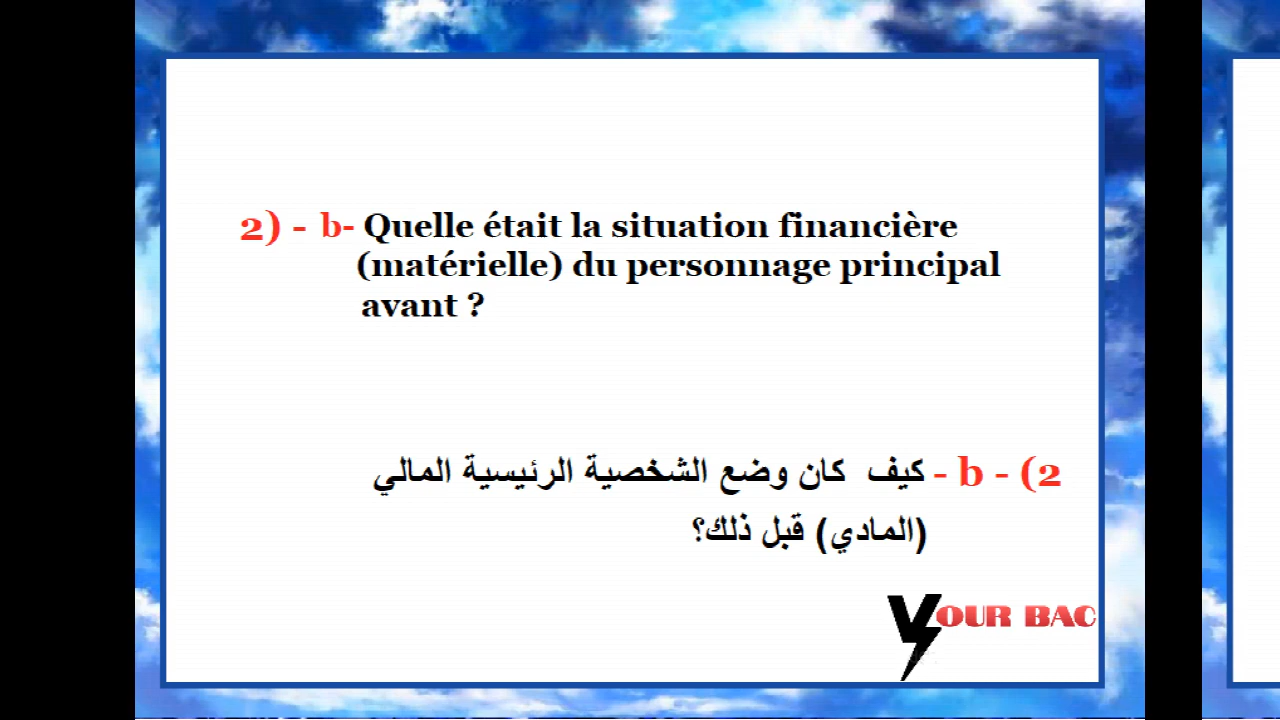 2) - b- Quelle était la situation financière
(matérielle) du personnage principal
avant ?
2) - b - كيف كان وضع الشخصية الرئيسية المالي
(المادي) قبل ذلك؟
YOUR BAC